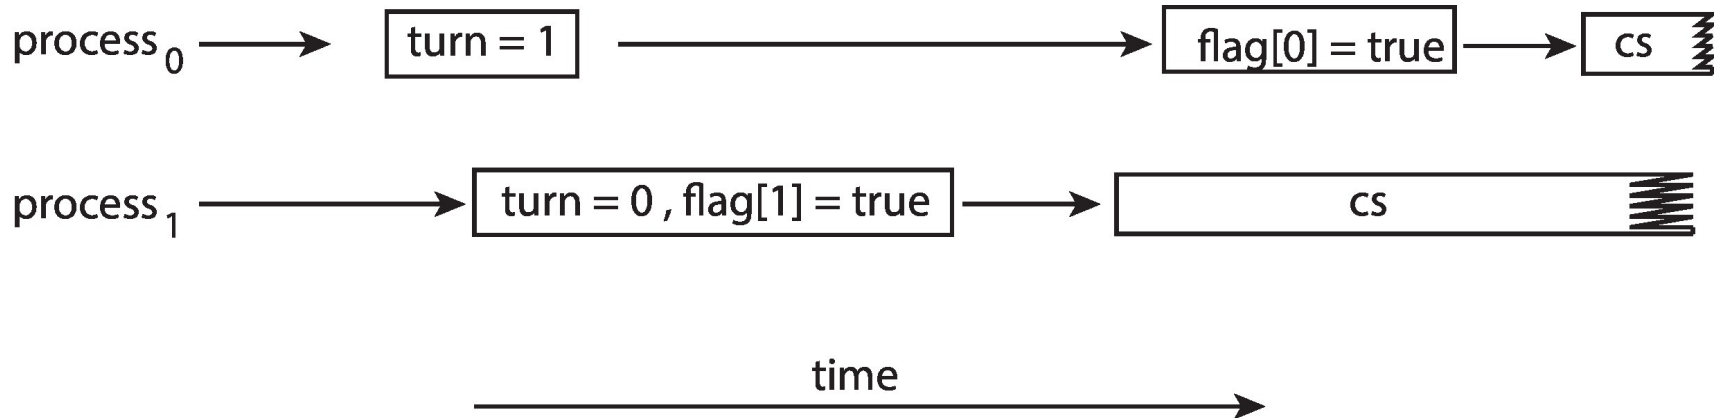 process0 turn = 1 flag[0] = true cs
process1 turn = 0 , flag[1] = true cs
time